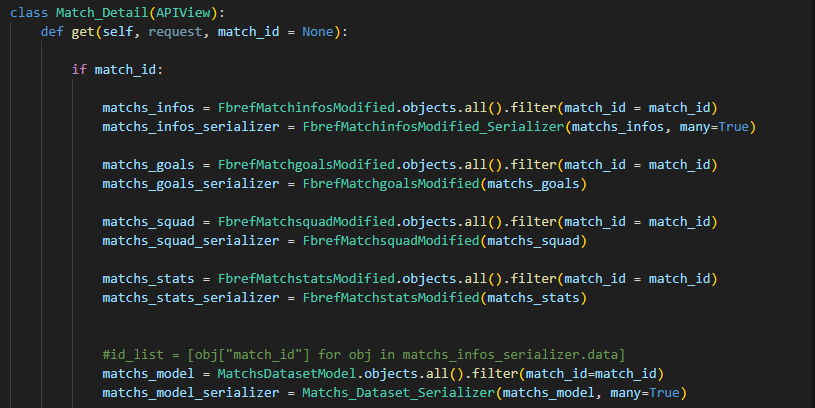 class Match_Detail(APIView):
    def get(self, request, match_id = None):
        if match_id:
            matchs_infos = FbrefMatchinfosModified.objects.all().filter(match_id = match_id)
            matchs_infos_serializer = FbrefMatchinfosModified_Serializer(matchs_infos, many=True)
            matchs_goals = FbrefMatchgoalsModified.objects.all().filter(match_id = match_id)
            matchs_goals_serializer = FbrefMatchgoalsModified(matchs_goals)
            matchs_squad = FbrefMatchsquadModified.objects.all().filter(match_id = match_id)
            matchs_squad_serializer = FbrefMatchsquadModified(matchs_squad)
            matchs_stats = FbrefMatchstatsModified.objects.all().filter(match_id = match_id)
            matchs_stats_serializer = FbrefMatchstatsModified(matchs_stats)
            #id_list = [obj["match_id"] for obj in matchs_infos_serializer.data]
            matchs_model = MatchsDatasetModel.objects.all().filter(match_id=match_id)
            matchs_model_serializer = Matchs_Dataset_Serializer(matchs_model, many=True)